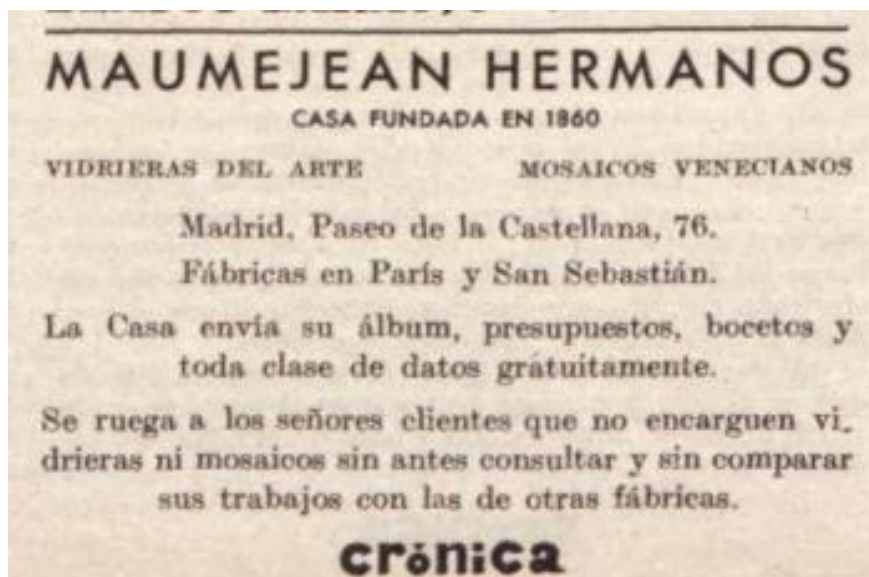 MAUMEJEAN HERMANOS
CASA FUNDADA EN 1860
VIDRIERAS DEL ARTE MOSAICOS VENECIANOS
Madrid, Paseo de la Castellana, 76.
Fábricas en París y San Sebastián.
La Casa envía su álbum, presupuestos, bocetos y
toda clase de datos grátuitamente.
Se ruega a los señores clientes que no encarguen vi-
drieras ni mosaicos sin antes consultar y sin comparar
sus trabajos con las de otras fábricas.
crónica